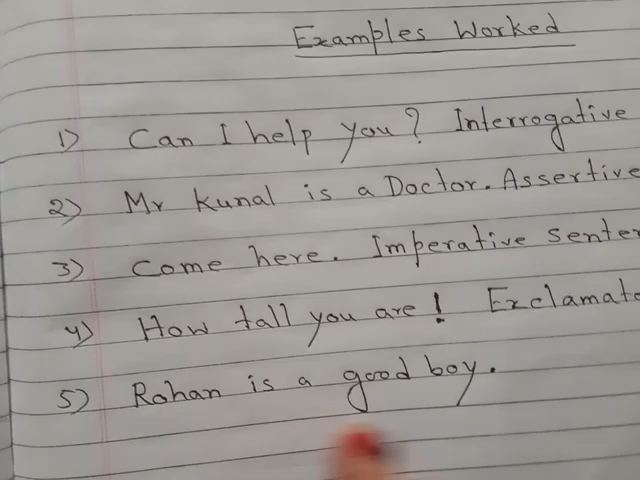 Examples Worked
1) Can I help you? Interrogative
2) Mr Kunal is a Doctor. Assertive
3) Come here. Imperative
4) How tall you are!
5) Rohan is a good boy.